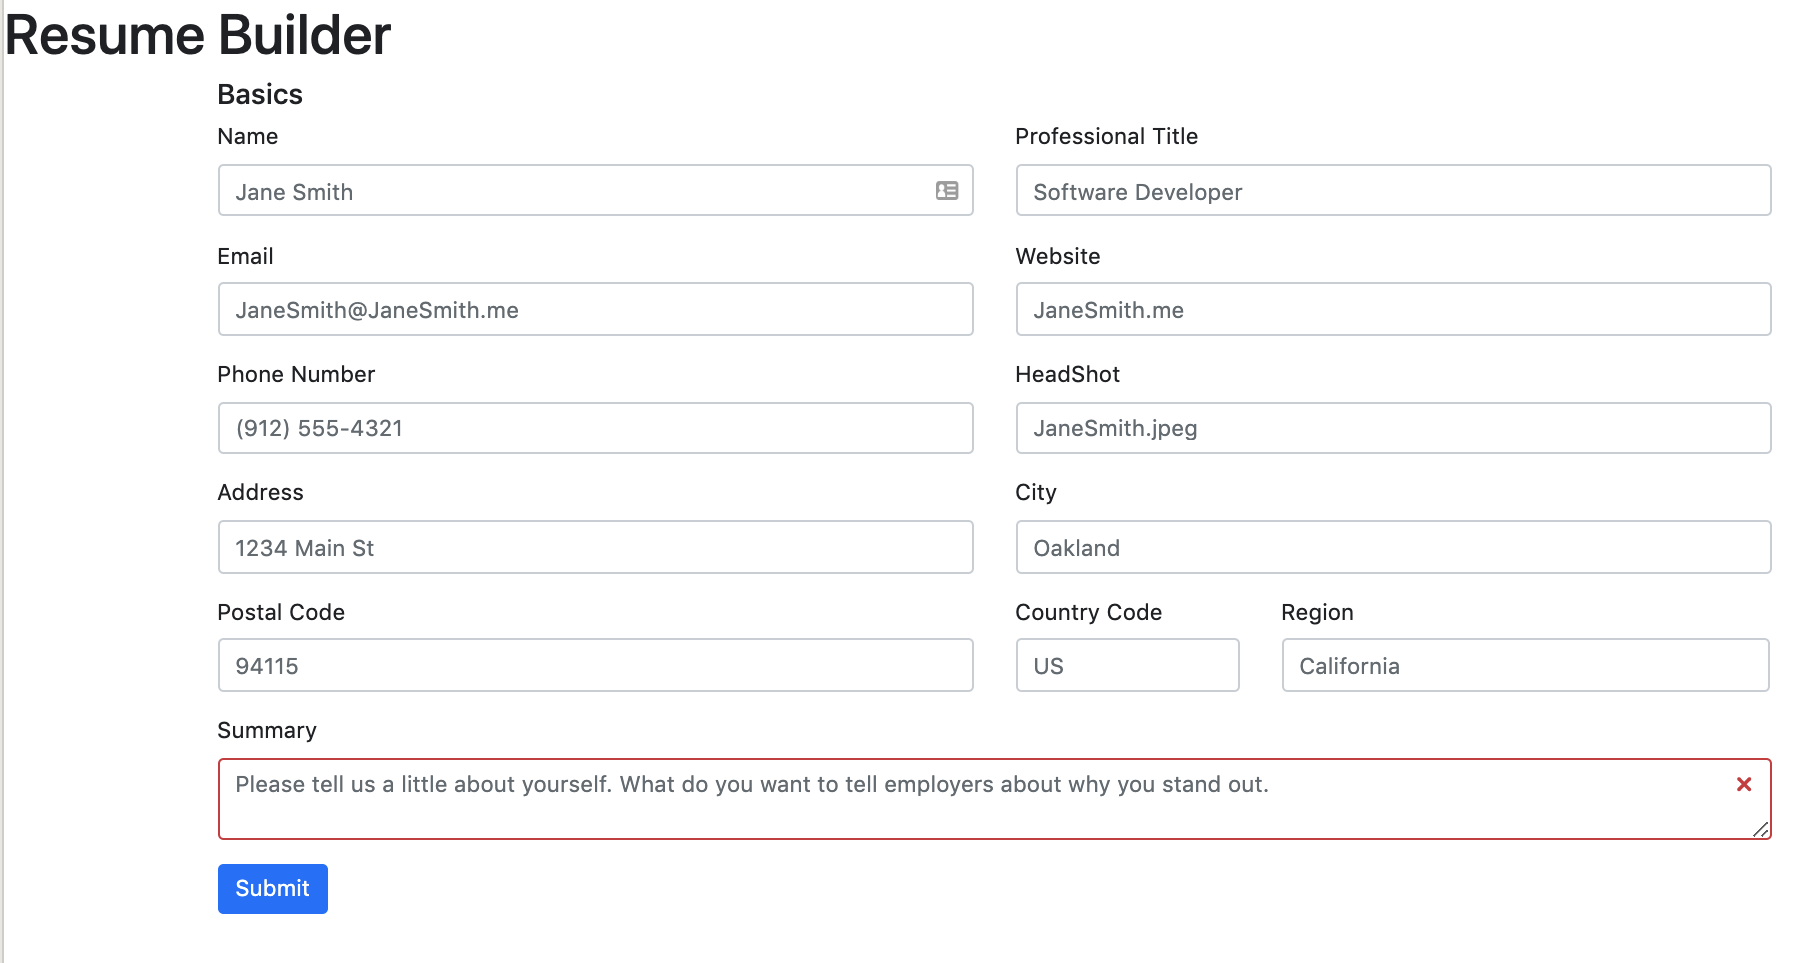 Resume Builder
Basics
Name
Professional Title
Jane Smith
Software Developer
Email
Website
JaneSmith@JaneSmith.me
JaneSmith.me
Phone Number
HeadShot
(912) 555-4321
JaneSmith.jpeg
Address
City
1234 Main St
Oakland
Postal Code
Country Code
Region
94115
US
California
Summary
Please tell us a little about yourself. What do you want to tell employers about why you stand out.
Submit